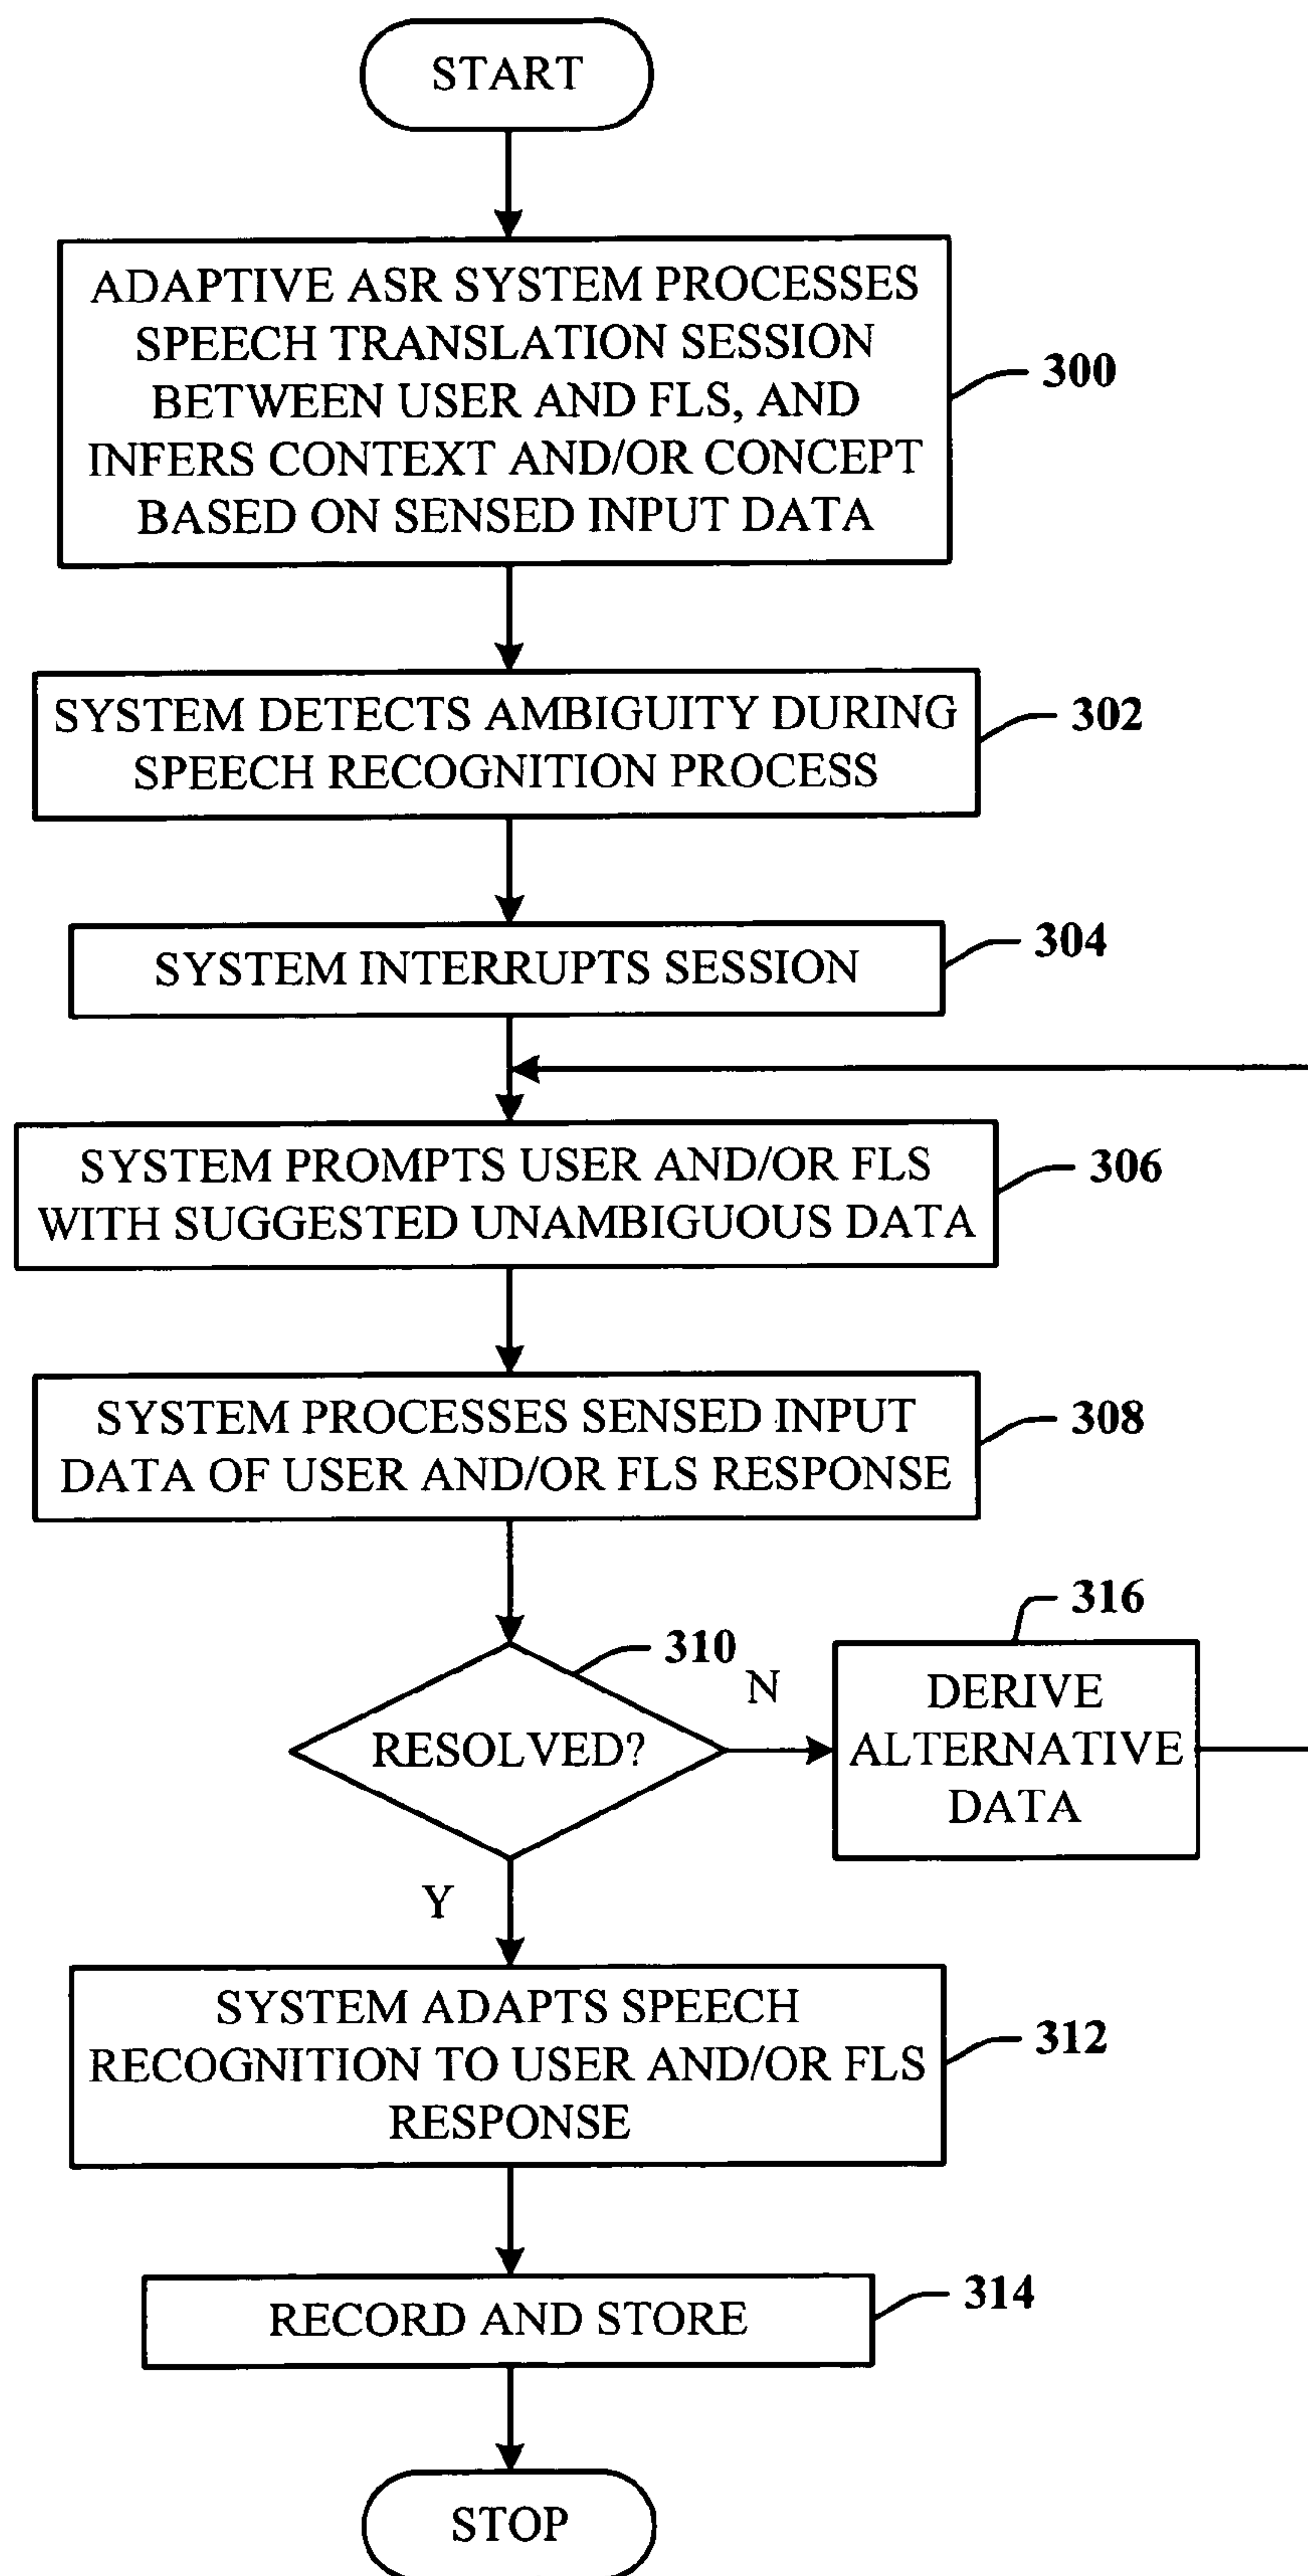 START
ADAPTIVE ASR SYSTEM PROCESSES
SPEECH TRANSLATION SESSION
BETWEEN USER AND FLS, AND
INFERS CONTEXT AND/OR CONCEPT
BASED ON SENSED INPUT DATA
300
SYSTEM DETECTS AMBIGUITY DURING
SPEECH RECOGNITION PROCESS
302
SYSTEM INTERRUPTS SESSION
304
SYSTEM PROMPTS USER AND/OR FLS
WITH SUGGESTED UNAMBIGUOUS DATA
306
SYSTEM PROCESSES SENSED INPUT
DATA OF USER AND/OR FLS RESPONSE
308
RESOLVED?
310
N
316
DERIVE
ALTERNATIVE
DATA
Y
SYSTEM ADAPTS SPEECH
RECOGNITION TO USER AND/OR FLS
RESPONSE
312
RECORD AND STORE
314
STOP